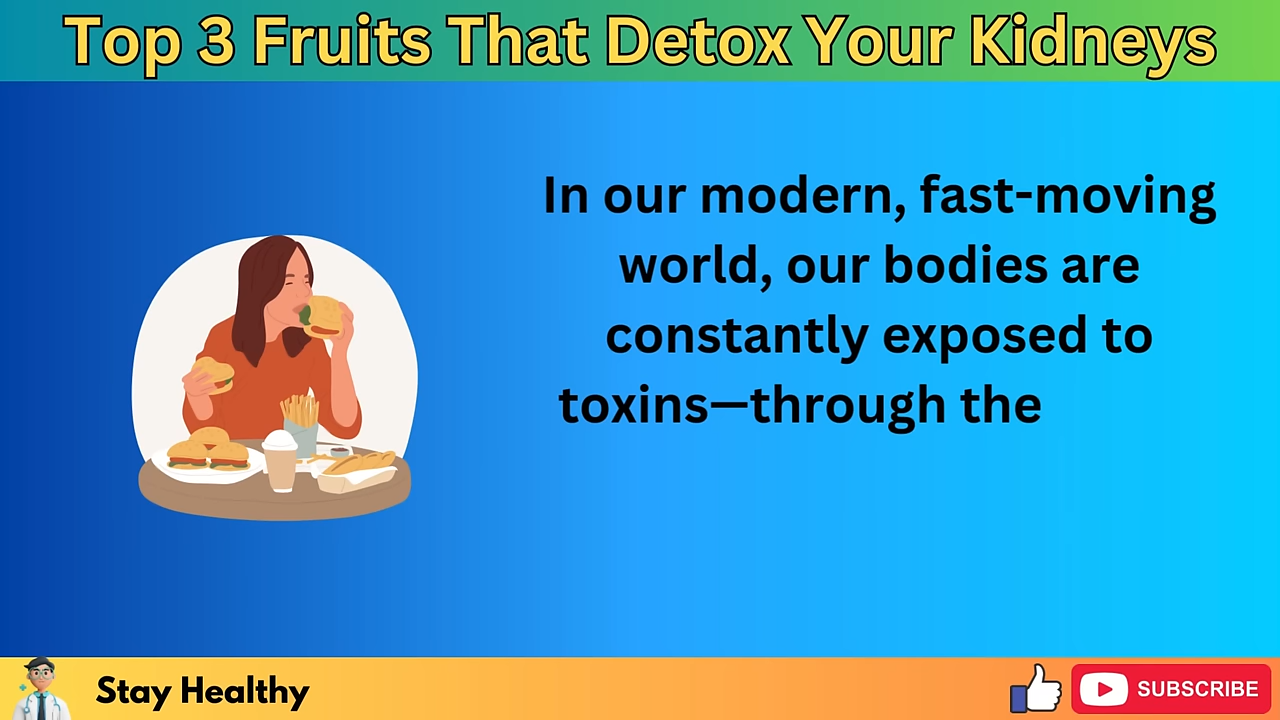 Top 3 Fruits That Detox Your Kidneys
In our modern, fast-moving
world, our bodies are
constantly exposed to
toxins—through the
Stay Healthy
SUBSCRIBE